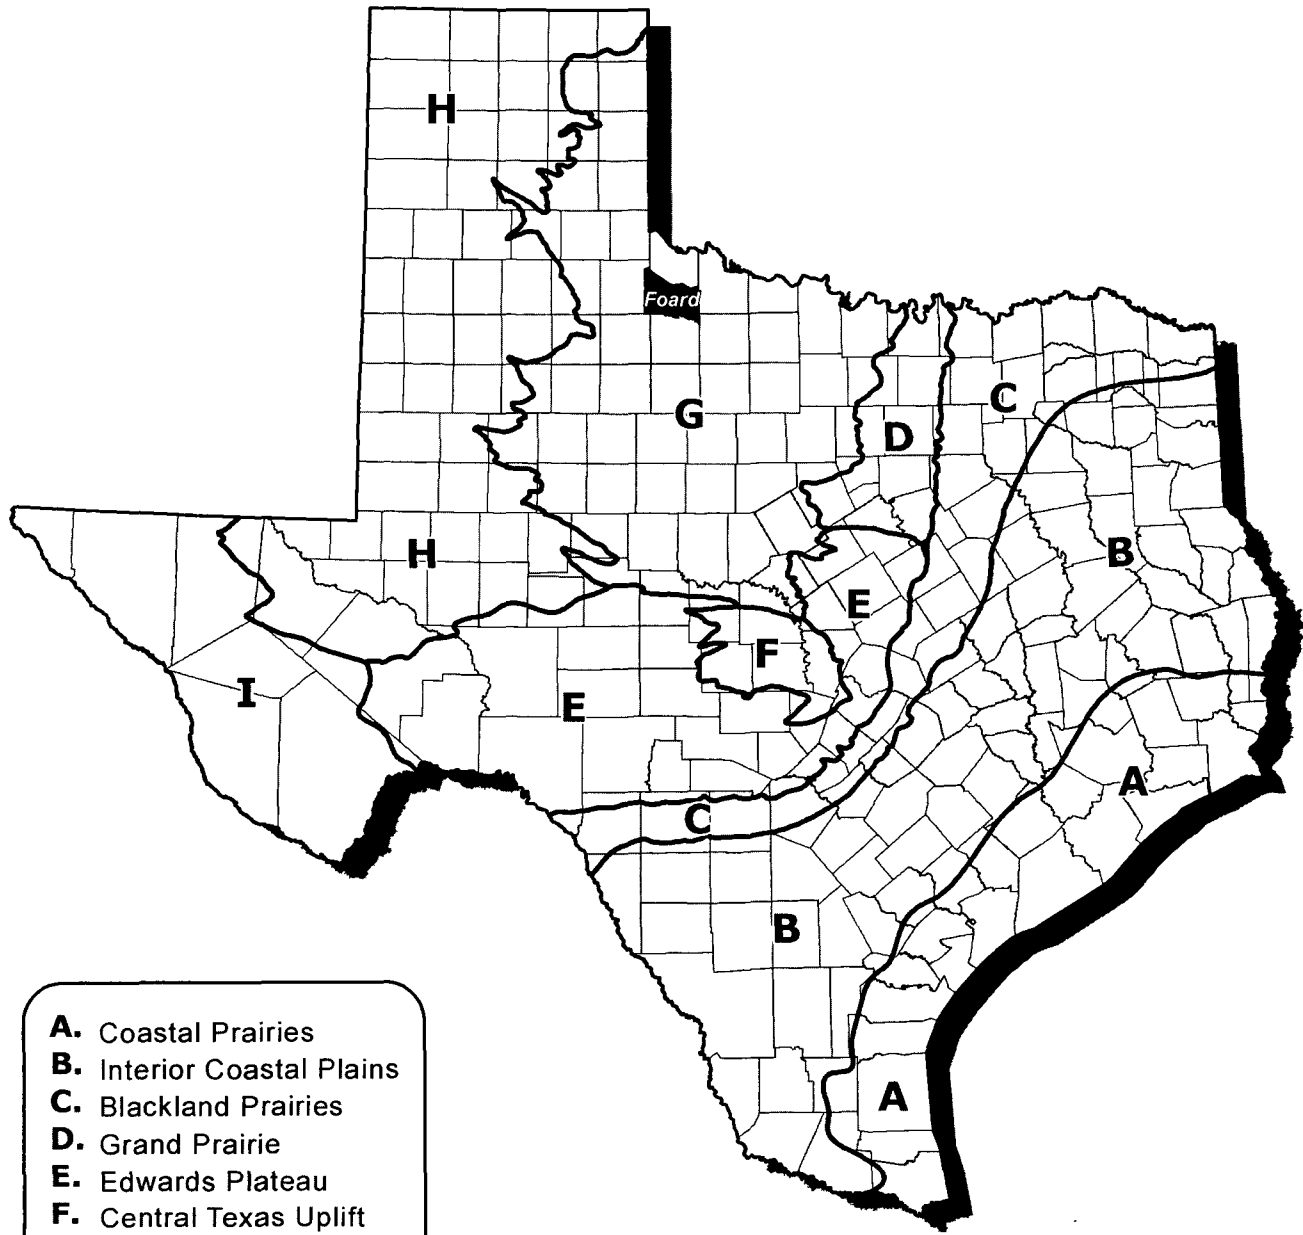 H
Foard
G
C
D
H
B
E
F
I
E
A
C
B
A
A. Coastal Prairies
B. Interior Coastal Plains
C. Blackland Prairies
D. Grand Prairie
E. Edwards Plateau
F. Central Texas Uplift